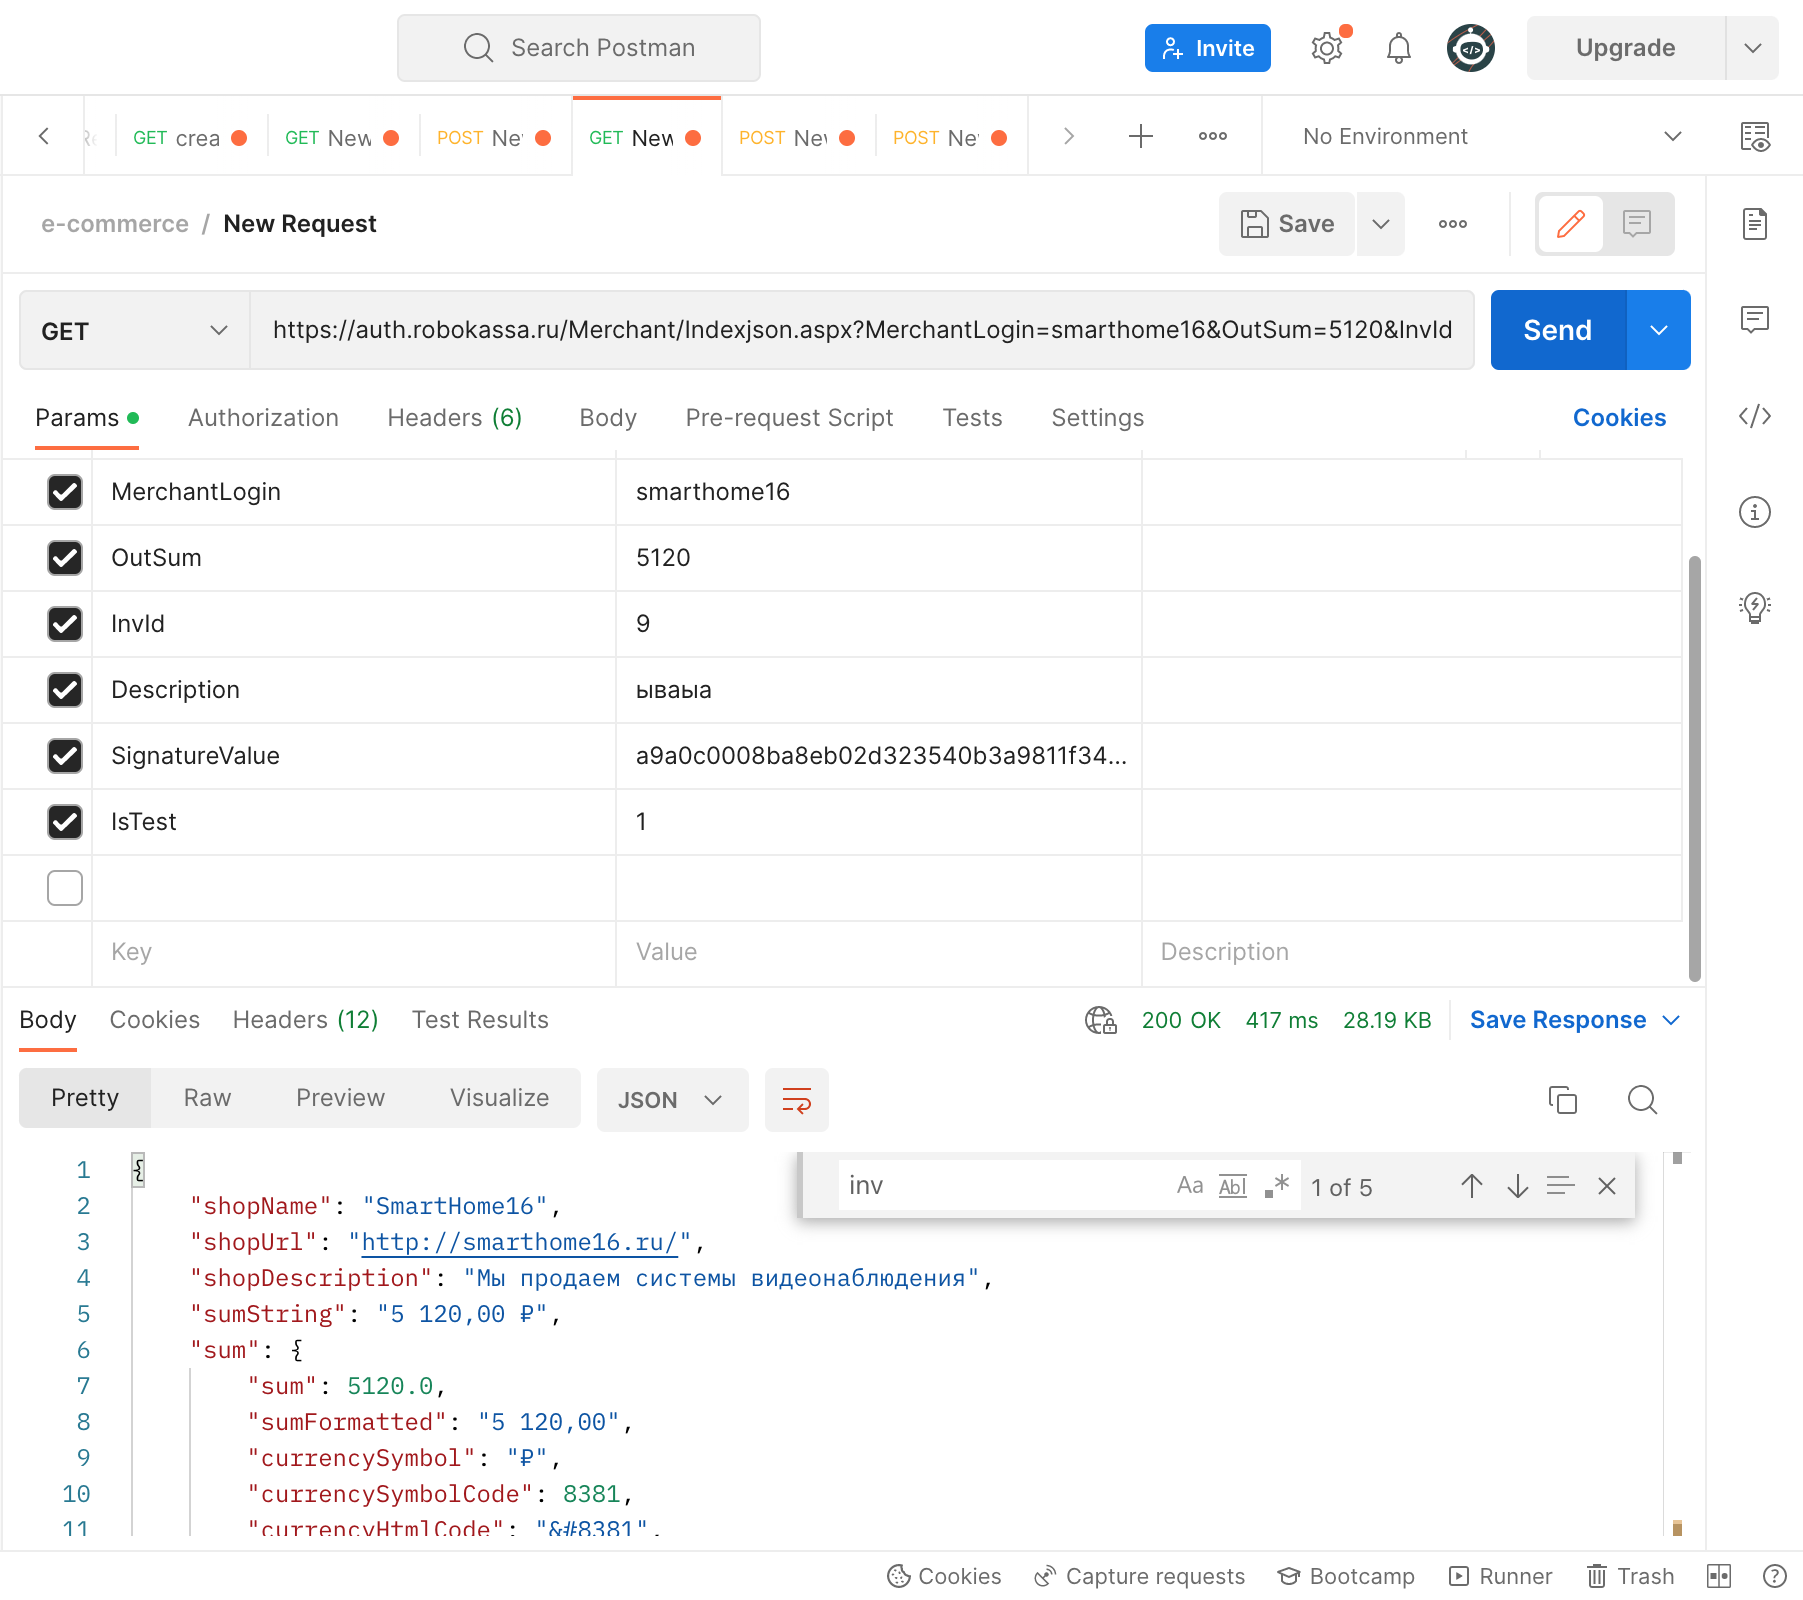 Search Postman
Invite
Upgrade
GET crea
GET New
POST Ne
GET New
POST Ne
POST Ne
No Environment
e-commerce / New Request
Save
GET
https://auth.robokassa.ru/Merchant/Indexjson.aspx?MerchantLogin=smarthome16&OutSum=5120&InvId
Send
Params
Authorization
Headers (6)
Body
Pre-request Script
Tests
Settings
Cookies
MerchantLogin smarthome16
OutSum 5120
InvId 9
Description ываыа
SignatureValue a9a0c0008ba8eb02d323540b3a9811f34...
IsTest 1
Key Value Description
Body
Cookies
Headers (12)
Test Results
200 OK 417 ms 28.19 KB
Save Response
Pretty
Raw
Preview
Visualize
JSON
inv
Aa
Abl
.*
1 of 5
1 {
2 "shopName": "SmartHome16",
3 "shopUrl": "http://smarthome16.ru/",
4 "shopDescription": "Мы продаем системы видеонаблюдения",
5 "sumString": "5 120,00 ₽",
6 "sum": {
7 "sum": 5120.0,
8 "sumFormatted": "5 120,00",
9 "currencySymbol": "₽",
10 "currencySymbolCode": 8381,
11 "currencyHtmlCode": "&#8381",
Cookies
Capture requests
Bootcamp
Runner
Trash